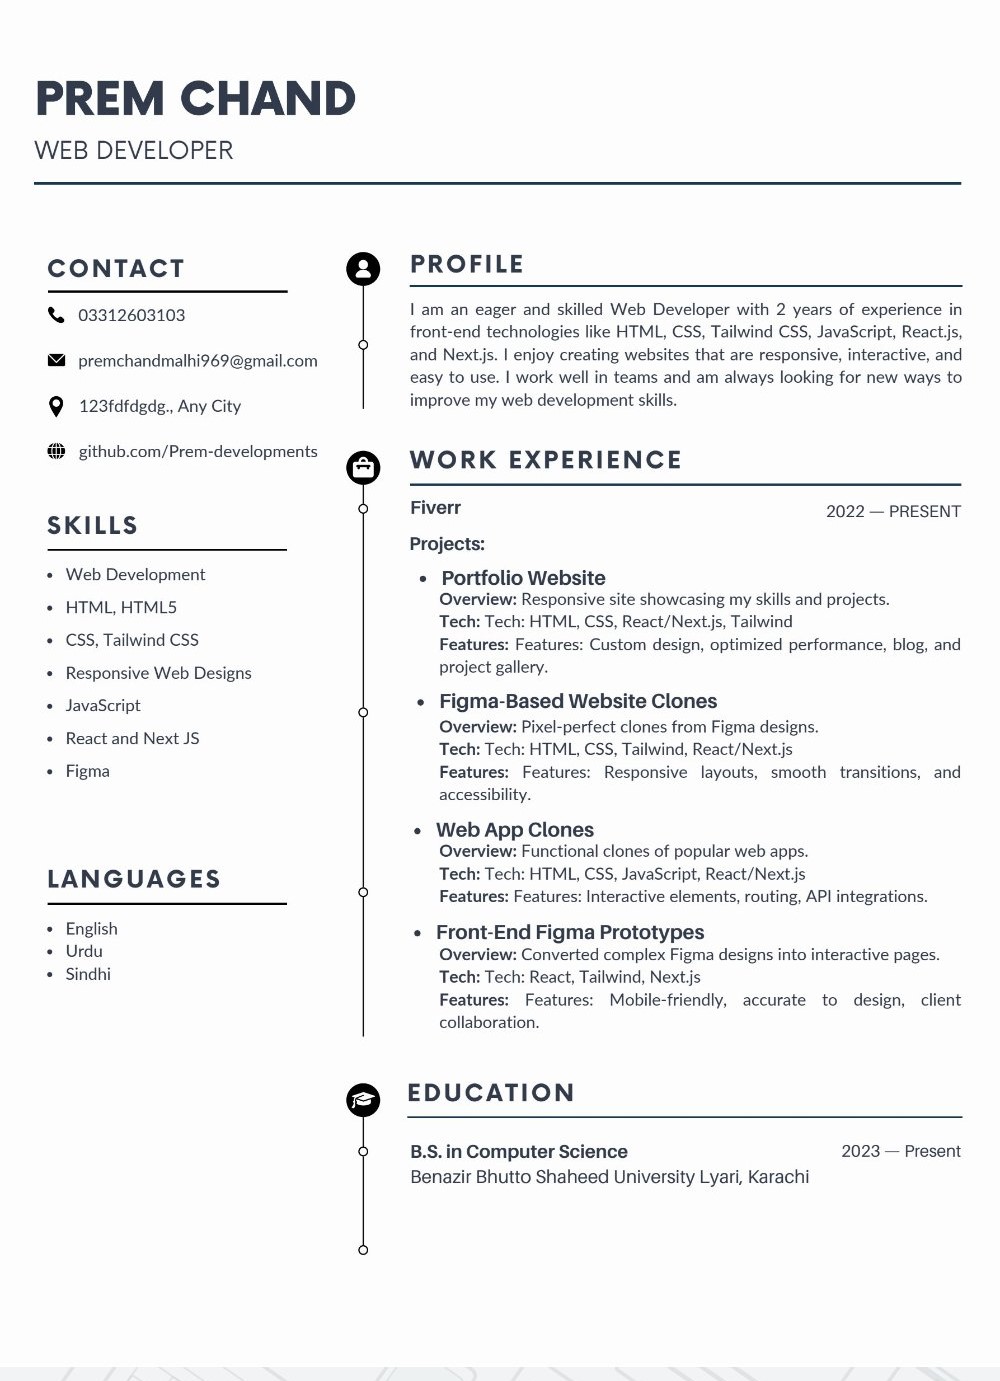 PREM CHAND
WEB DEVELOPER
CONTACT
03312603103
premchandmalhi969@gmail.com
123fdfdgdg., Any City
github.com/Prem-developments
SKILLS
• Web Development
• HTML, HTML5
• CSS, Tailwind CSS
• Responsive Web Designs
• JavaScript
• React and Next JS
• Figma
LANGUAGES
• English
• Urdu
• Sindhi
PROFILE
I am an eager and skilled Web Developer with 2 years of experience in
front-end technologies like HTML, CSS, Tailwind CSS, JavaScript, React.js,
and Next.js. I enjoy creating websites that are responsive, interactive, and
easy to use. I work well in teams and am always looking for new ways to
improve my web development skills.
WORK EXPERIENCE
Fiverr 2022 — PRESENT
Projects:
• Portfolio Website
Overview: Responsive site showcasing my skills and projects.
Tech: Tech: HTML, CSS, React/Next.js, Tailwind
Features: Features: Custom design, optimized performance, blog, and
project gallery.
• Figma-Based Website Clones
Overview: Pixel-perfect clones from Figma designs.
Tech: Tech: HTML, CSS, Tailwind, React/Next.js
Features: Features: Responsive layouts, smooth transitions, and
accessibility.
• Web App Clones
Overview: Functional clones of popular web apps.
Tech: Tech: HTML, CSS, JavaScript, React/Next.js
Features: Features: Interactive elements, routing, API integrations.
• Front-End Figma Prototypes
Overview: Converted complex Figma designs into interactive pages.
Tech: Tech: React, Tailwind, Next.js
Features: Features: Mobile-friendly, accurate to design, client
collaboration.
EDUCATION
B.S. in Computer Science 2023 — Present
Benazir Bhutto Shaheed University Lyari, Karachi